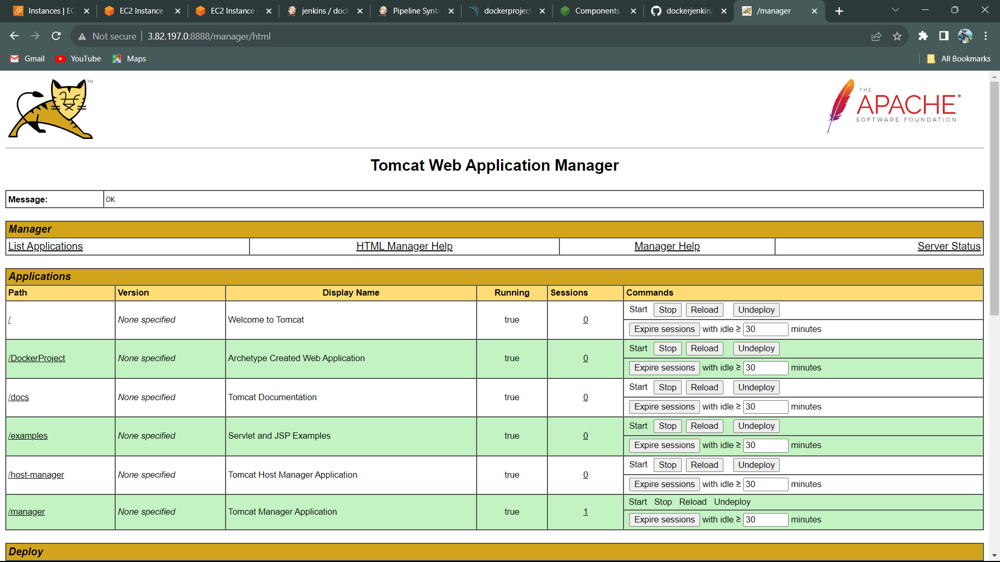 Instances | EC
EC2 Instance
EC2 Instance
jenkins / dock
Pipeline Synta
dockerproject
Components
dockerjenkin/
/manager
Not secure
3.82.197.0:8888/manager/html
Gmail
YouTube
Maps
All Bookmarks
TM
THE
APACHE®
SOFTWARE FOUNDATION
Tomcat Web Application Manager
Message: OK
Manager
List Applications HTML Manager Help Manager Help Server Status
Applications
Path Version Display Name Running Sessions Commands
/ None specified Welcome to Tomcat true 0 Start Stop Reload Undeploy
Expire sessions with idle ≥ 30 minutes
/DockerProject None specified Archetype Created Web Application true 0 Start Stop Reload Undeploy
Expire sessions with idle ≥ 30 minutes
/docs None specified Tomcat Documentation true 0 Start Stop Reload Undeploy
Expire sessions with idle ≥ 30 minutes
/examples None specified Servlet and JSP Examples true 0 Start Stop Reload Undeploy
Expire sessions with idle ≥ 30 minutes
/host-manager None specified Tomcat Host Manager Application true 0 Start Stop Reload Undeploy
Expire sessions with idle ≥ 30 minutes
/manager None specified Tomcat Manager Application true 1 Start Stop Reload Undeploy
Expire sessions with idle ≥ 30 minutes
Deploy